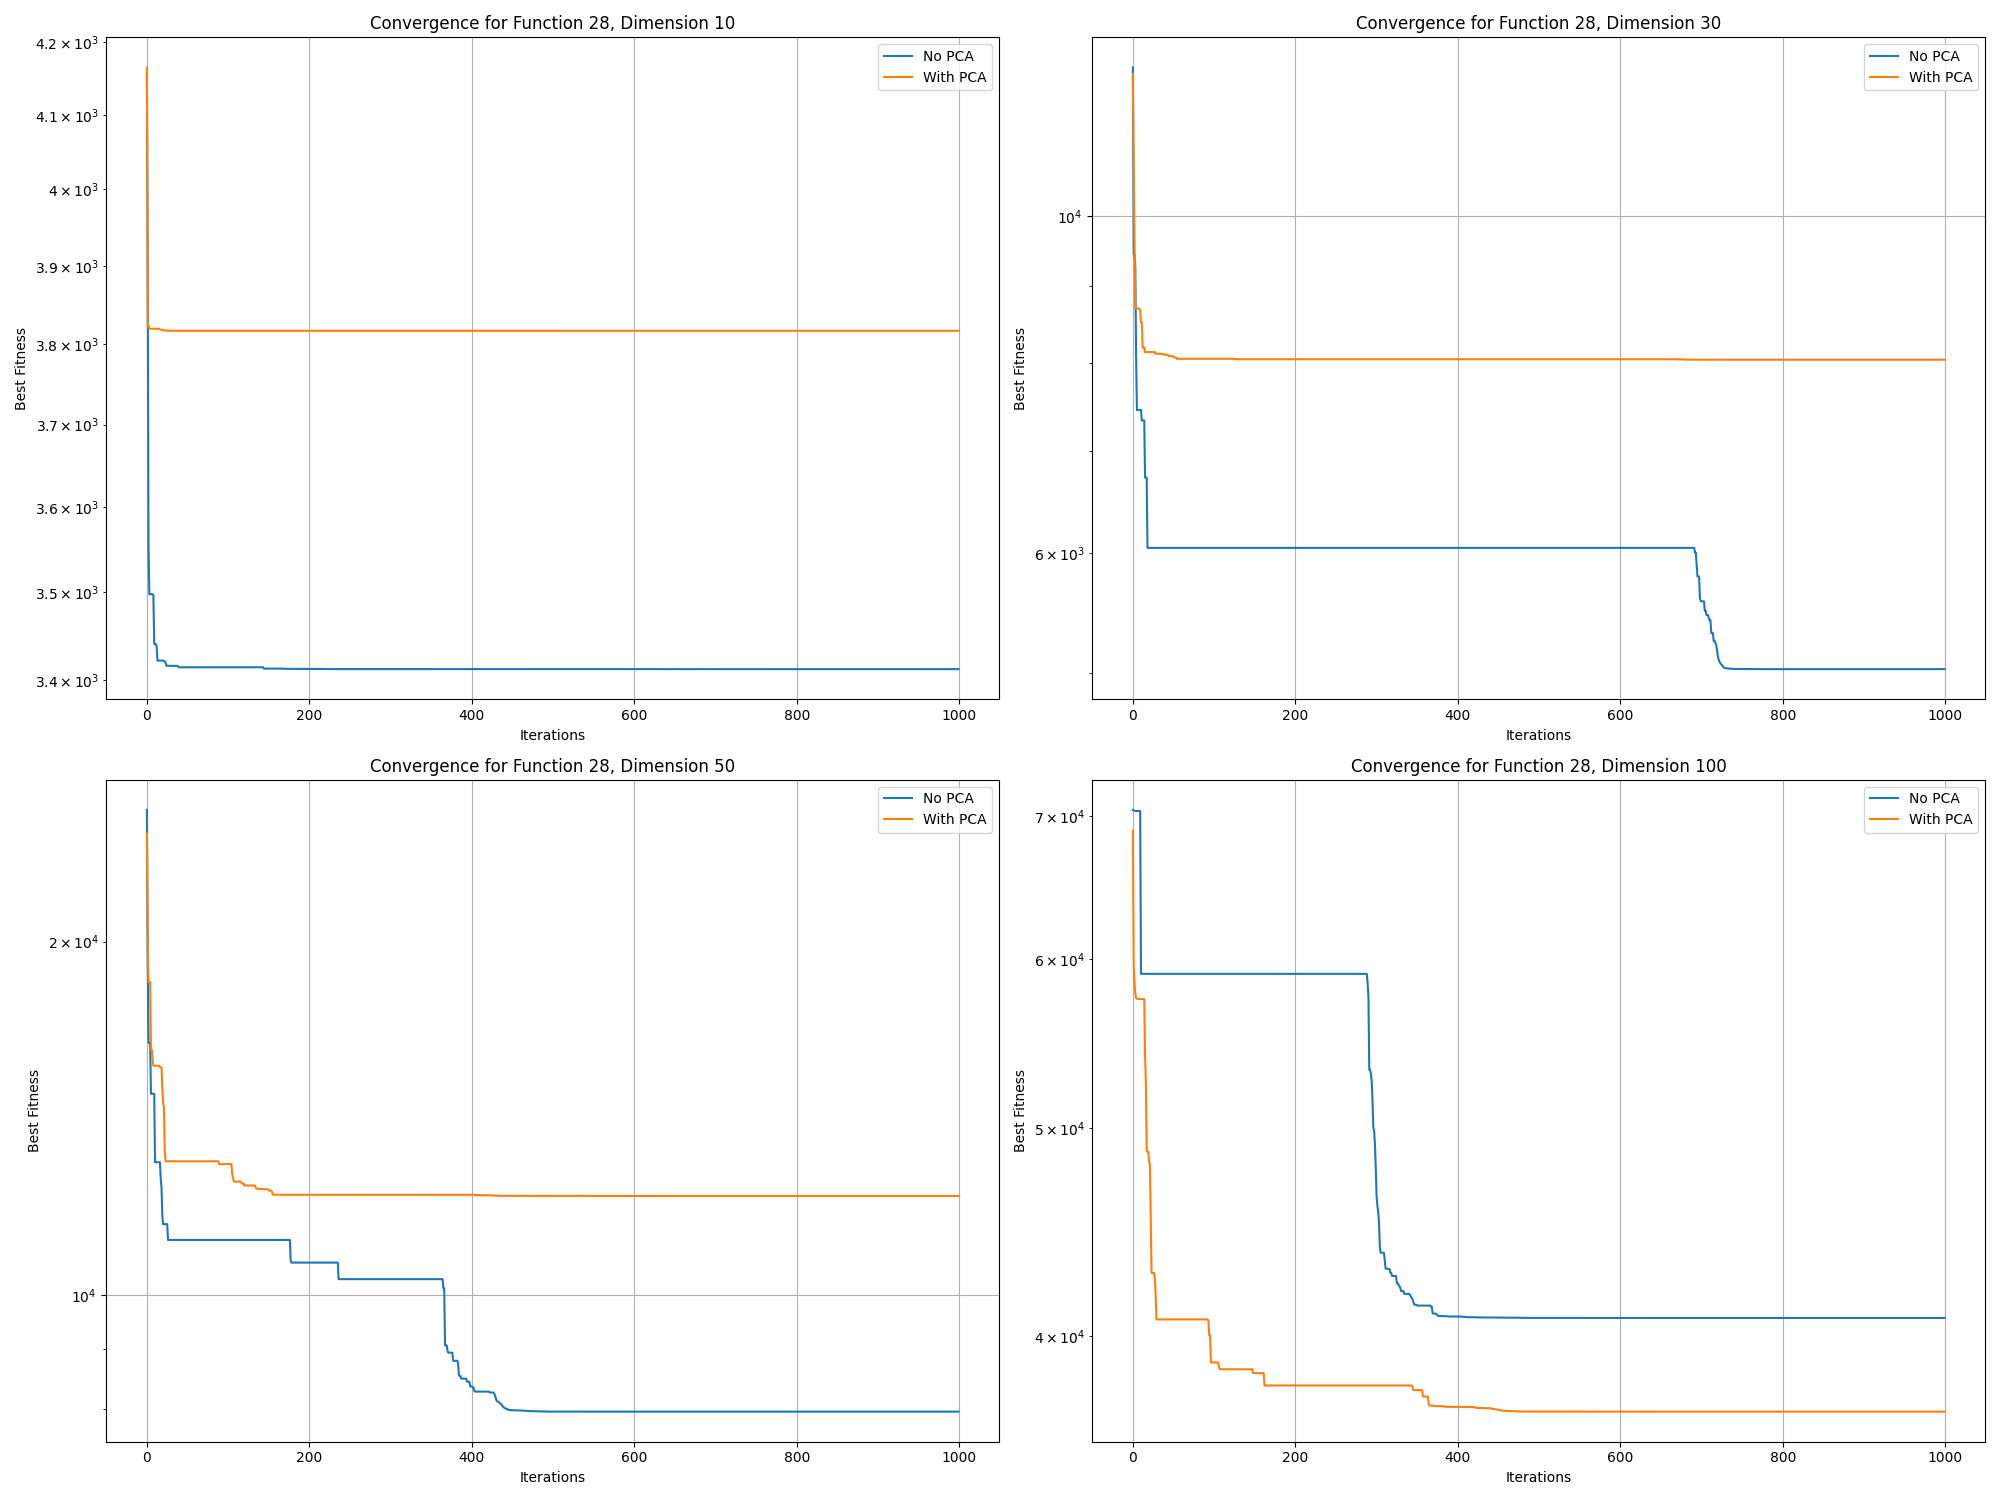 Convergence for Function 28, Dimension 10
4.2 × 10³
4.1 × 10³
4 × 10³
3.9 × 10³
3.8 × 10³
3.7 × 10³
3.6 × 10³
3.5 × 10³
3.4 × 10³
Best Fitness
No PCA
With PCA
0 200 400 600 800 1000
Iterations
Convergence for Function 28, Dimension 30
10⁴
6 × 10³
Best Fitness
No PCA
With PCA
0 200 400 600 800 1000
Iterations
Convergence for Function 28, Dimension 50
2 × 10⁴
10⁴
Best Fitness
No PCA
With PCA
0 200 400 600 800 1000
Iterations
Convergence for Function 28, Dimension 100
7 × 10⁴
6 × 10⁴
5 × 10⁴
4 × 10⁴
Best Fitness
No PCA
With PCA
0 200 400 600 800 1000
Iterations